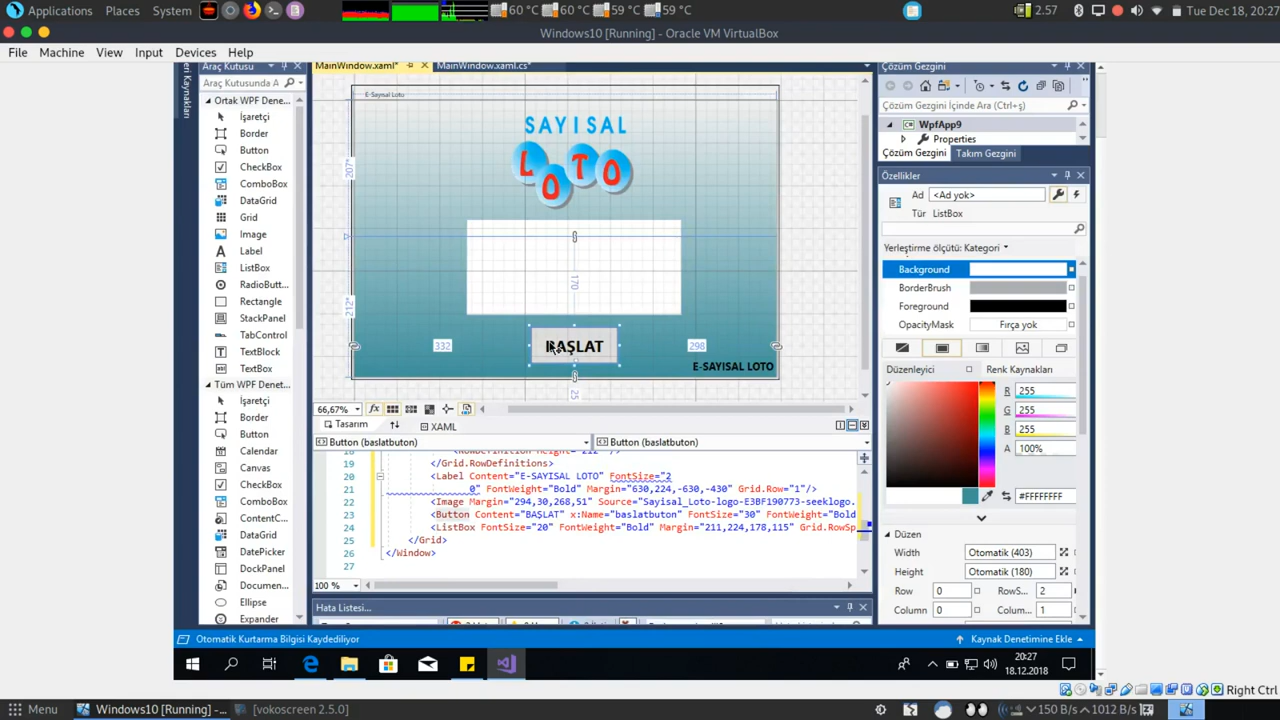 Applications Places System 60 °C 60 °C 59 °C 59 °C 2.57 Tue Dec 18, 20:27
Windows10 [Running] - Oracle VM VirtualBox
File Machine View Input Devices Help
Araç Kutusu
Araç Kutusunda A
Ortak WPF Dene...
İşaretçi
Border
Button
CheckBox
ComboBox
DataGrid
Grid
Image
Label
ListBox
RadioButt...
Rectangle
StackPanel
TabControl
TextBlock
TextBox
Tüm WPF Denet...
İşaretçi
Border
Button
Calendar
Canvas
CheckBox
ComboBox
ContentC...
DataGrid
DatePicker
DockPanel
Documen...
Ellipse
Expander
MainWindow.xaml* MainWindow.xaml.cs*
E-Sayısal Loto
SAYISAL
LOTO
207*
212*
170
332
298
25
BAŞLAT
E-SAYISAL LOTO
66,67%
Tasarım XAML
Button (baslatbuton) Button (baslatbuton)
18
19 </Grid.RowDefinitions>
20 <Label Content="E-SAYISAL LOTO" FontSize="2
21 0" FontWeight="Bold" Margin="630,224,-630,-430" Grid.Row="1"/>
22 <Image Margin="294,30,268,51" Source="Sayisal_Loto-logo-E3BF190773-seeklogo.
23 <Button Content="BAŞLAT" x:Name="baslatbuton" FontSize="30" FontWeight="Bold
24 <ListBox FontSize="20" FontWeight="Bold" Margin="211,224,178,115" Grid.RowSp
25 </Grid>
26 </Window>
27
100 %
Hata Listesi...
Çözüm Gezgini
Çözüm Gezgini İçinde Ara (Ctrl+ş)
WpfApp9
Properties
Çözüm Gezgini Takım Gezgini
Özellikler
Ad <Ad yok>
Tür ListBox
Yerleştirme ölçütü: Kategori
Background
BorderBrush
Foreground
OpacityMask Fırça yok
Düzenleyici Renk Kaynakları
R 255
G 255
B 255
A 100%
#FFFFFFFF
Düzen
Width Otomatik (403)
Height Otomatik (180)
Row 0 RowS... 2
Column 0 Colum... 1
Otomatik Kurtarma Bilgisi Kaydediliyor Kaynak Denetimine Ekle
20:27
18.12.2018
Right Ctrl
Menu Windows10 [Running] -... [vokoscreen 2.5.0] 150 B/s 1012 B/s